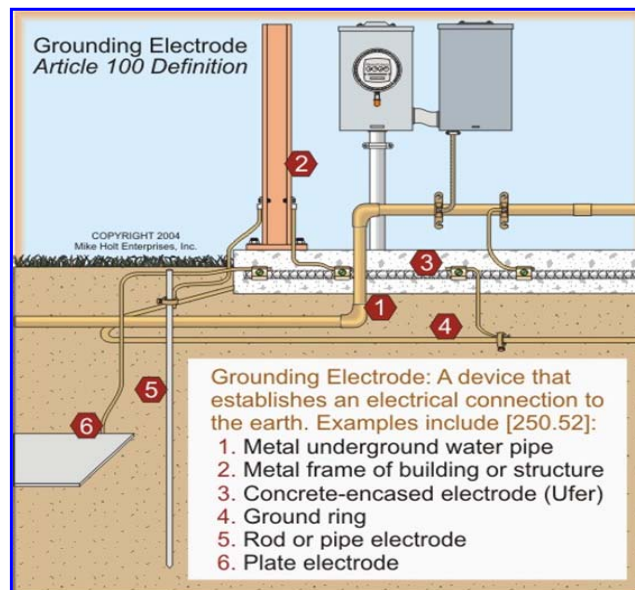 Grounding Electrode
Article 100 Definition
2
COPYRIGHT 2004
Mike Holt Enterprises, Inc.
3
1
4
5
6
Grounding Electrode: A device that
establishes an electrical connection to
the earth. Examples include [250.52]:
1. Metal underground water pipe
2. Metal frame of building or structure
3. Concrete-encased electrode (Ufer)
4. Ground ring
5. Rod or pipe electrode
6. Plate electrode